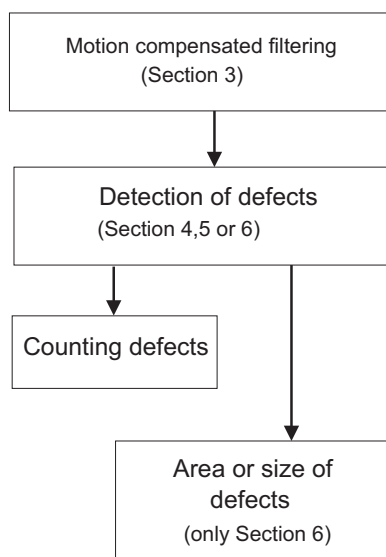 Motion compensated filtering
(Section 3)
Detection of defects
(Section 4,5 or 6)
Counting defects
Area or size of
defects
(only Section 6)